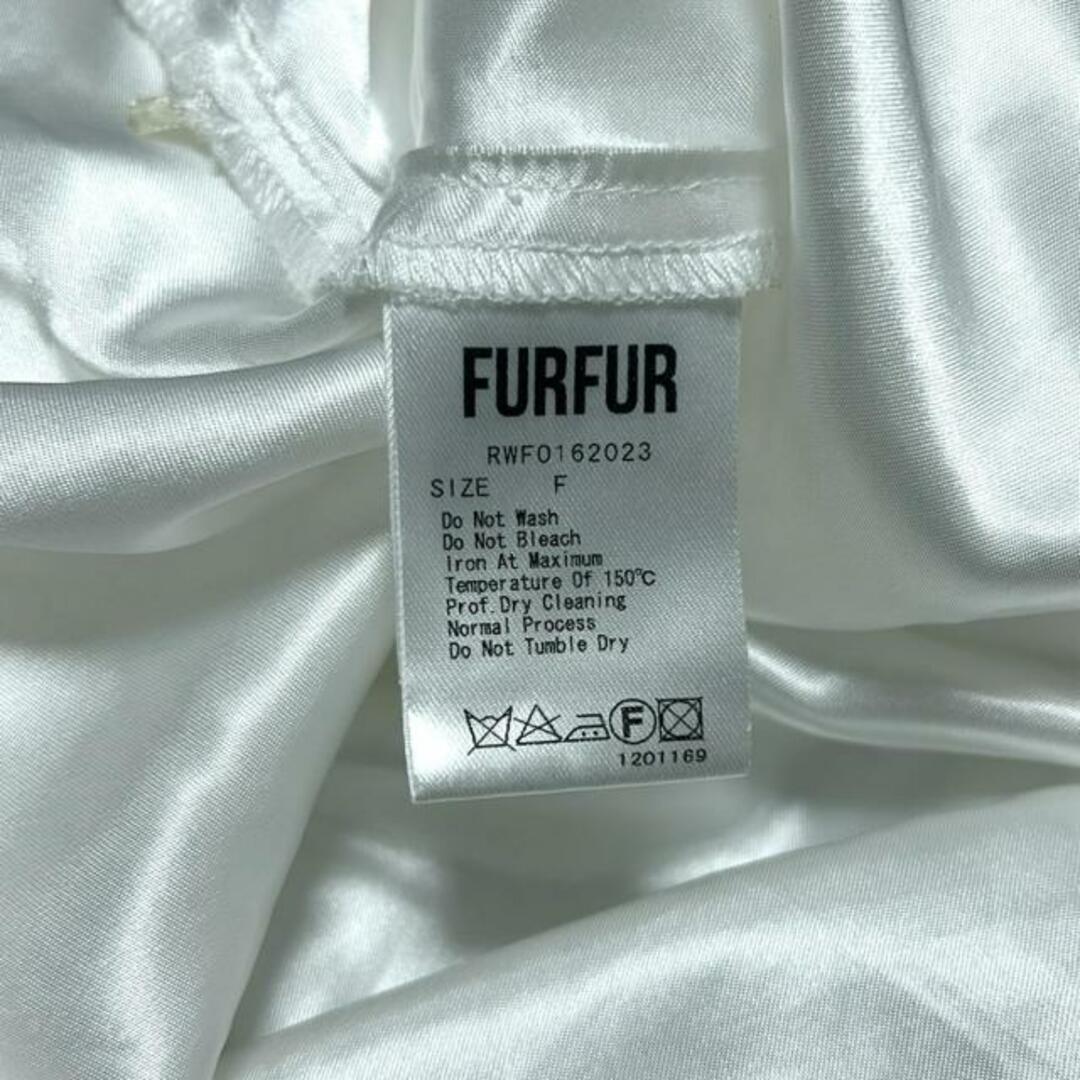 FURFUR
RWF0162023
SIZE F
Do Not Wash
Do Not Bleach
Iron At Maximum
Temperature Of 150℃
Prof.Dry Cleaning
Normal Process
Do Not Tumble Dry
F
1201169